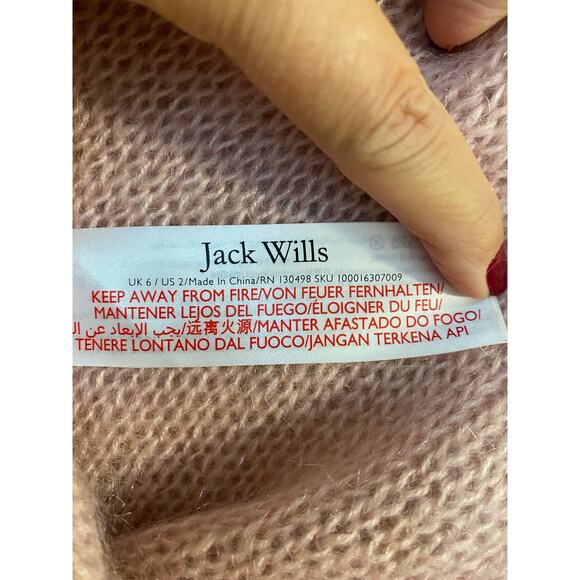 Jack Wills
UK 6 / US 2/Made In China/RN 130498 SKU 100016307009
KEEP AWAY FROM FIRE/VON FEUER FERNHALTEN/
MANTENER LEJOS DEL FUEGO/ÉLOIGNER DU FEU/
يجب الإبعاد عن/远离火源/MANTER AFASTADO DO FOGO/
TENERE LONTANO DAL FUOCO/JANGAN TERKENA API